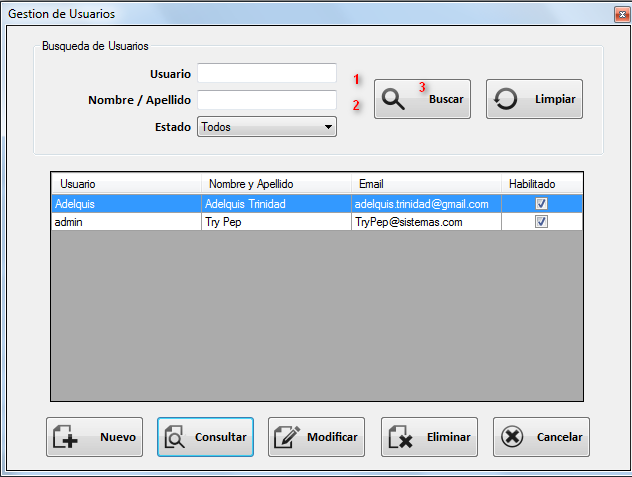 Gestion de Usuarios
Busqueda de Usuarios
Usuario 1
Nombre / Apellido 2
3 Buscar Limpiar
Estado Todos
Usuario Nombre y Apellido Email Habilitado
Adelquis Adelquis Trinidad adelquis.trinidad@gmail.com
admin Try Pep TryPep@sistemas.com
Nuevo Consultar Modificar Eliminar Cancelar